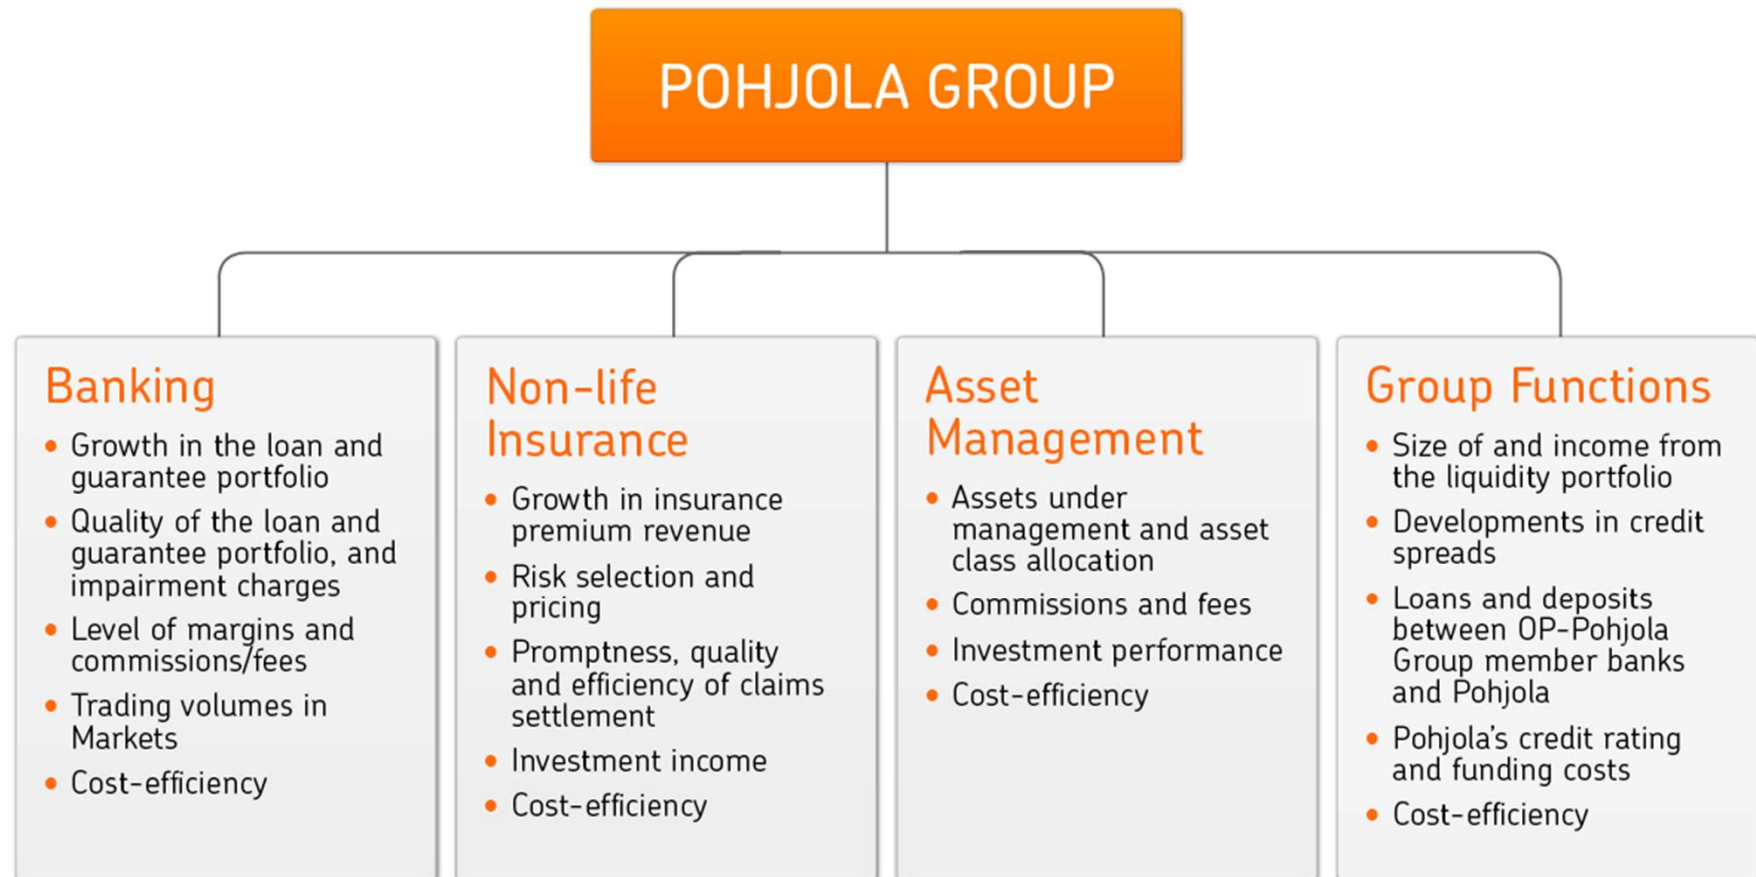 POHJOLA GROUP
Banking
• Growth in the loan and
guarantee portfolio
• Quality of the loan and
guarantee portfolio, and
impairment charges
• Level of margins and
commissions/fees
• Trading volumes in
Markets
• Cost-efficiency
Non-life
Insurance
• Growth in insurance
premium revenue
• Risk selection and
pricing
• Promptness, quality
and efficiency of claims
settlement
• Investment income
• Cost-efficiency
Asset
Management
• Assets under
management and asset
class allocation
• Commissions and fees
• Investment performance
• Cost-efficiency
Group Functions
• Size of and income from
the liquidity portfolio
• Developments in credit
spreads
• Loans and deposits
between OP-Pohjola
Group member banks
and Pohjola
• Pohjola's credit rating
and funding costs
• Cost-efficiency